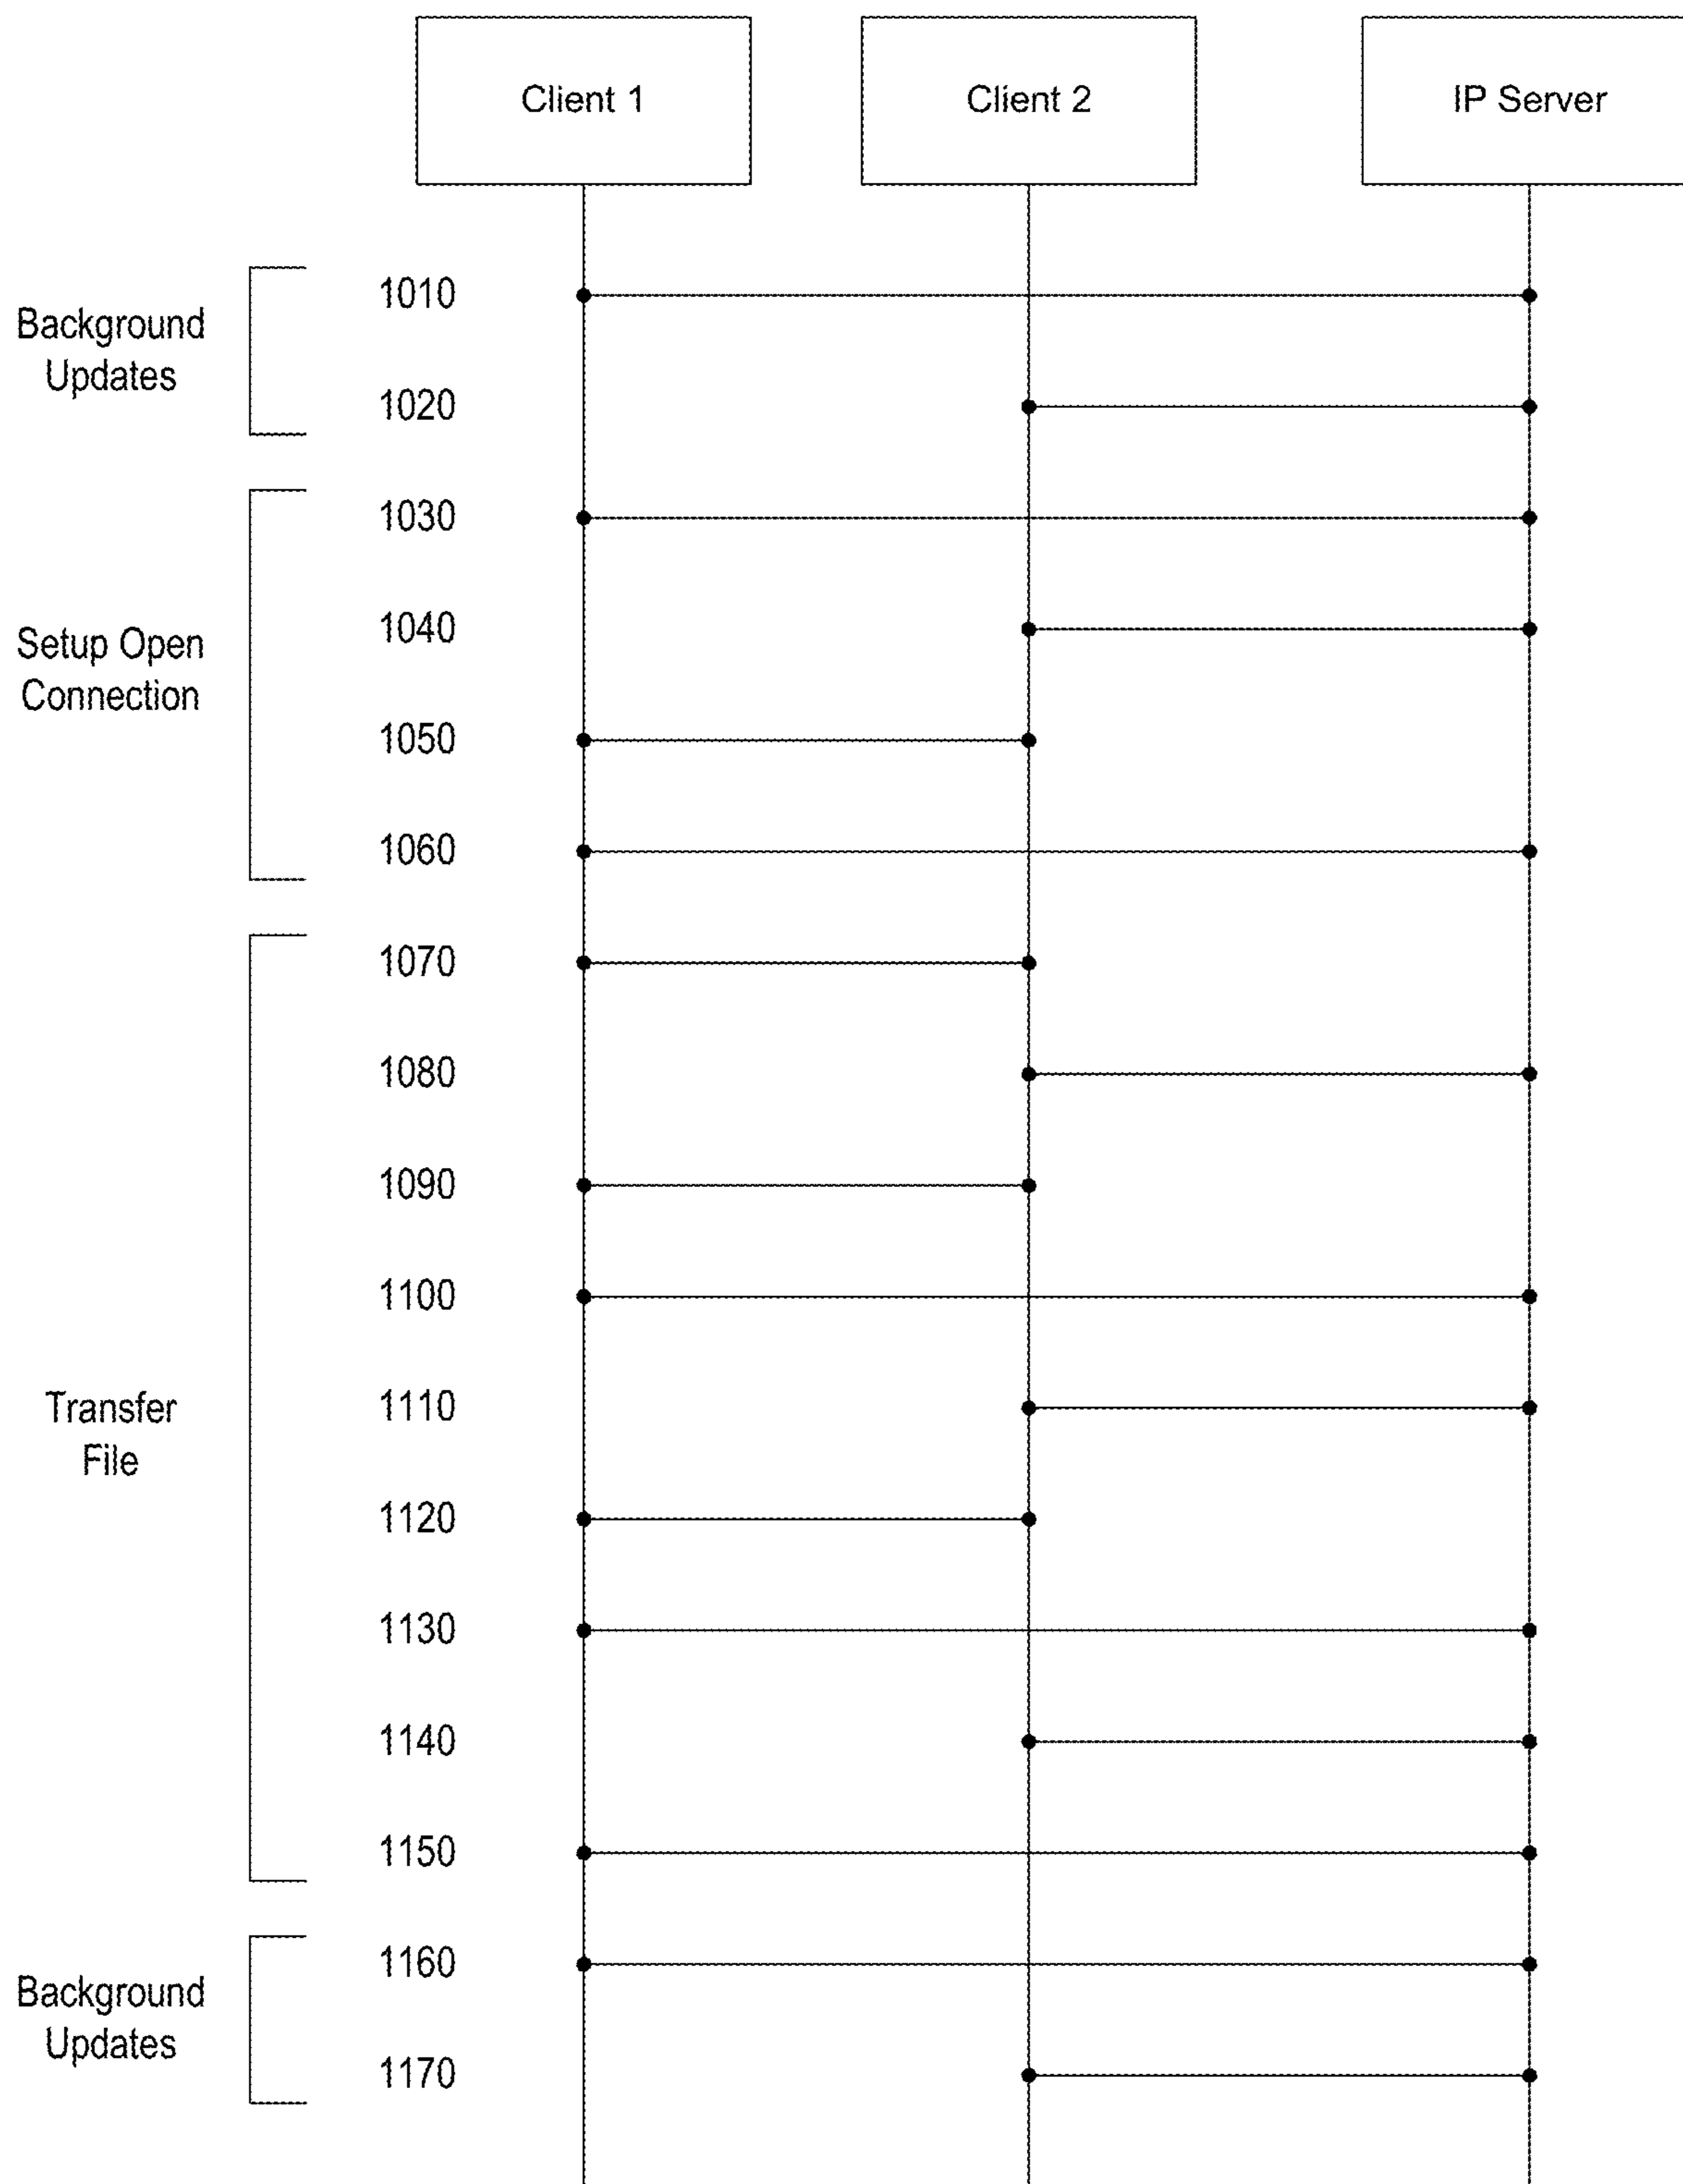 Client 1
Client 2
IP Server
Background
Updates
1010
1020
Setup Open
Connection
1030
1040
1050
1060
Transfer
File
1070
1080
1090
1100
1110
1120
1130
1140
1150
Background
Updates
1160
1170